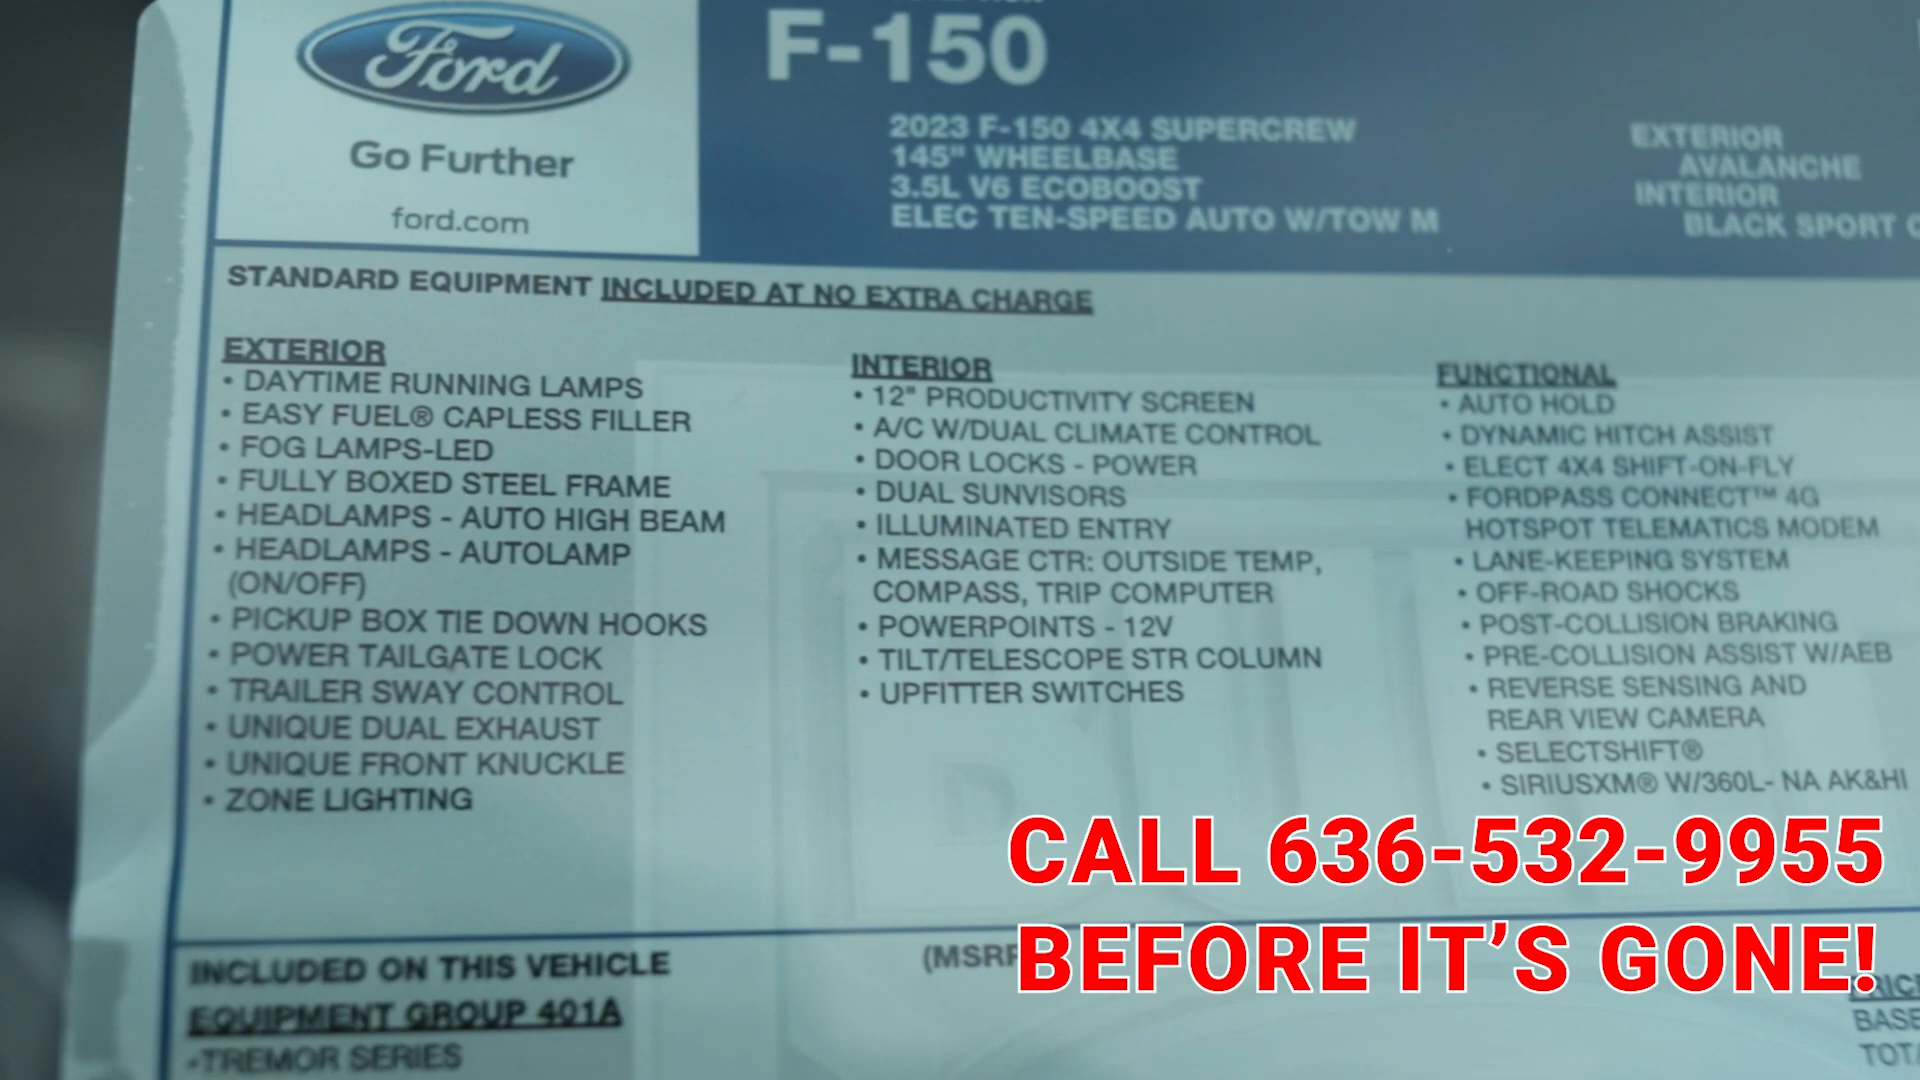 Ford
Go Further
ford.com
F-150
2023 F-150 4X4 SUPERCREW
145" WHEELBASE
3.5L V6 ECOBOOST
ELEC TEN-SPEED AUTO W/TOW M
EXTERIOR
AVALANCHE
INTERIOR
BLACK SPORT
STANDARD EQUIPMENT INCLUDED AT NO EXTRA CHARGE
EXTERIOR
• DAYTIME RUNNING LAMPS
• EASY FUEL® CAPLESS FILLER
• FOG LAMPS-LED
• FULLY BOXED STEEL FRAME
• HEADLAMPS - AUTO HIGH BEAM
• HEADLAMPS - AUTOLAMP
(ON/OFF)
• PICKUP BOX TIE DOWN HOOKS
• POWER TAILGATE LOCK
• TRAILER SWAY CONTROL
• UNIQUE DUAL EXHAUST
• UNIQUE FRONT KNUCKLE
• ZONE LIGHTING
INTERIOR
• 12" PRODUCTIVITY SCREEN
• A/C W/DUAL CLIMATE CONTROL
• DOOR LOCKS - POWER
• DUAL SUNVISORS
• ILLUMINATED ENTRY
• MESSAGE CTR: OUTSIDE TEMP,
COMPASS, TRIP COMPUTER
• POWERPOINTS - 12V
• TILT/TELESCOPE STR COLUMN
• UPFITTER SWITCHES
FUNCTIONAL
• AUTO HOLD
• DYNAMIC HITCH ASSIST
• ELECT 4X4 SHIFT-ON-FLY
• FORDPASS CONNECT™ 4G
HOTSPOT TELEMATICS MODEM
• LANE-KEEPING SYSTEM
• OFF-ROAD SHOCKS
• POST-COLLISION BRAKING
• PRE-COLLISION ASSIST W/AEB
• REVERSE SENSING AND
REAR VIEW CAMERA
• SELECTSHIFT®
• SIRIUSXM® W/360L- NA AK&HI
CALL 636-532-9955
BEFORE IT'S GONE!
INCLUDED ON THIS VEHICLE
(MSRP
EQUIPMENT GROUP 401A
•TREMOR SERIES
BASE